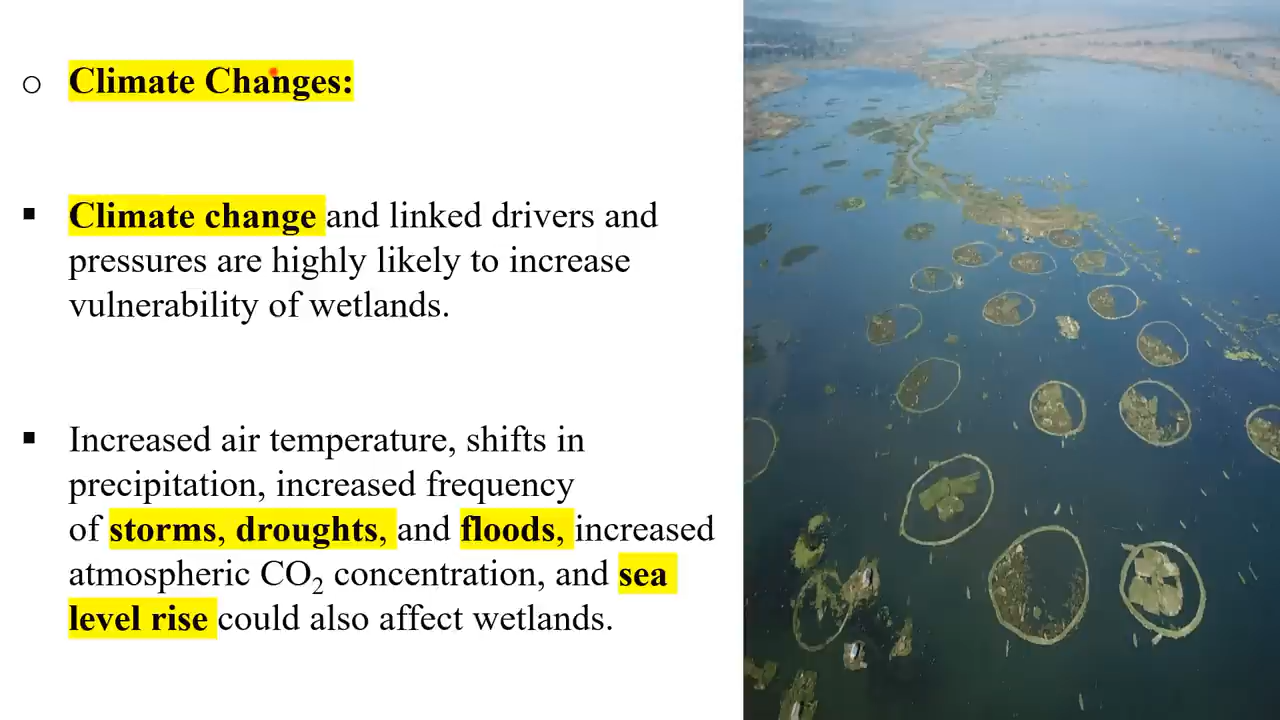 Climate Changes:
Climate change and linked drivers and
pressures are highly likely to increase
vulnerability of wetlands.
Increased air temperature, shifts in
precipitation, increased frequency
of storms, droughts, and floods, increased
atmospheric CO₂ concentration, and sea
level rise could also affect wetlands.